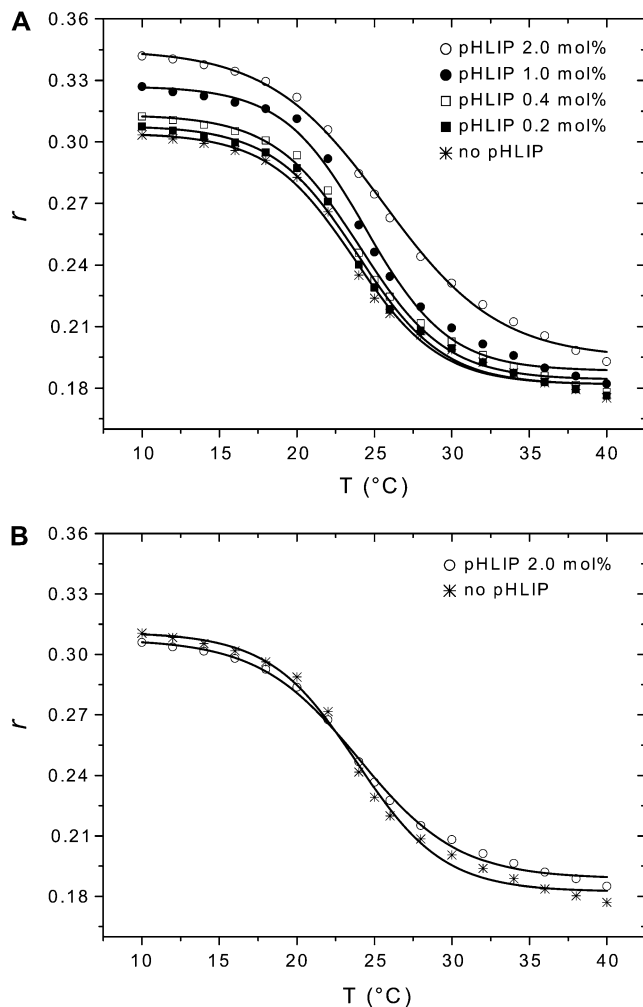 A
0.36
0.33
0.30
0.27
0.24
0.21
0.18
r
pHLIP 2.0 mol%
pHLIP 1.0 mol%
pHLIP 0.4 mol%
pHLIP 0.2 mol%
no pHLIP
10 15 20 25 30 35 40
T (°C)
B
0.36
0.33
0.30
0.27
0.24
0.21
0.18
r
pHLIP 2.0 mol%
no pHLIP
10 15 20 25 30 35 40
T (°C)